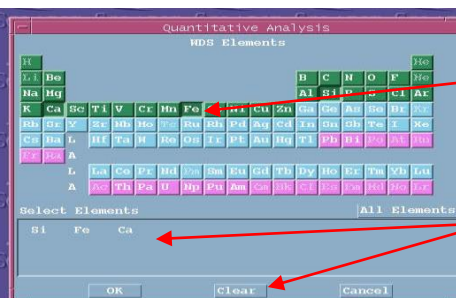 Quantitative Analysis
WDS Elements
H He
Li Be B C N O F Ne
Na Mg Al Si P S Cl Ar
K Ca Sc Ti V Cr Mn Fe Ni Cu Zn Ga Ge As Se Br Kr
Rb Sr Y Zr Nb Mo Tc Ru Rh Pd Ag Cd In Sn Sb Te I Xe
Cs Ba L Hf Ta W Re Os Ir Pt Au Hg Tl Pb Bi Po At Rn
Fr Ra A
L La Ce Pr Nd Pm Sm Eu Gd Tb Dy Ho Er Tm Yb Lu
A Ac Th Pa U Np Pu Am Cm Bk Cf Es Fm Md No Lr
Select Elements All Elements
Si Fe Ca
OK Clear Cancel